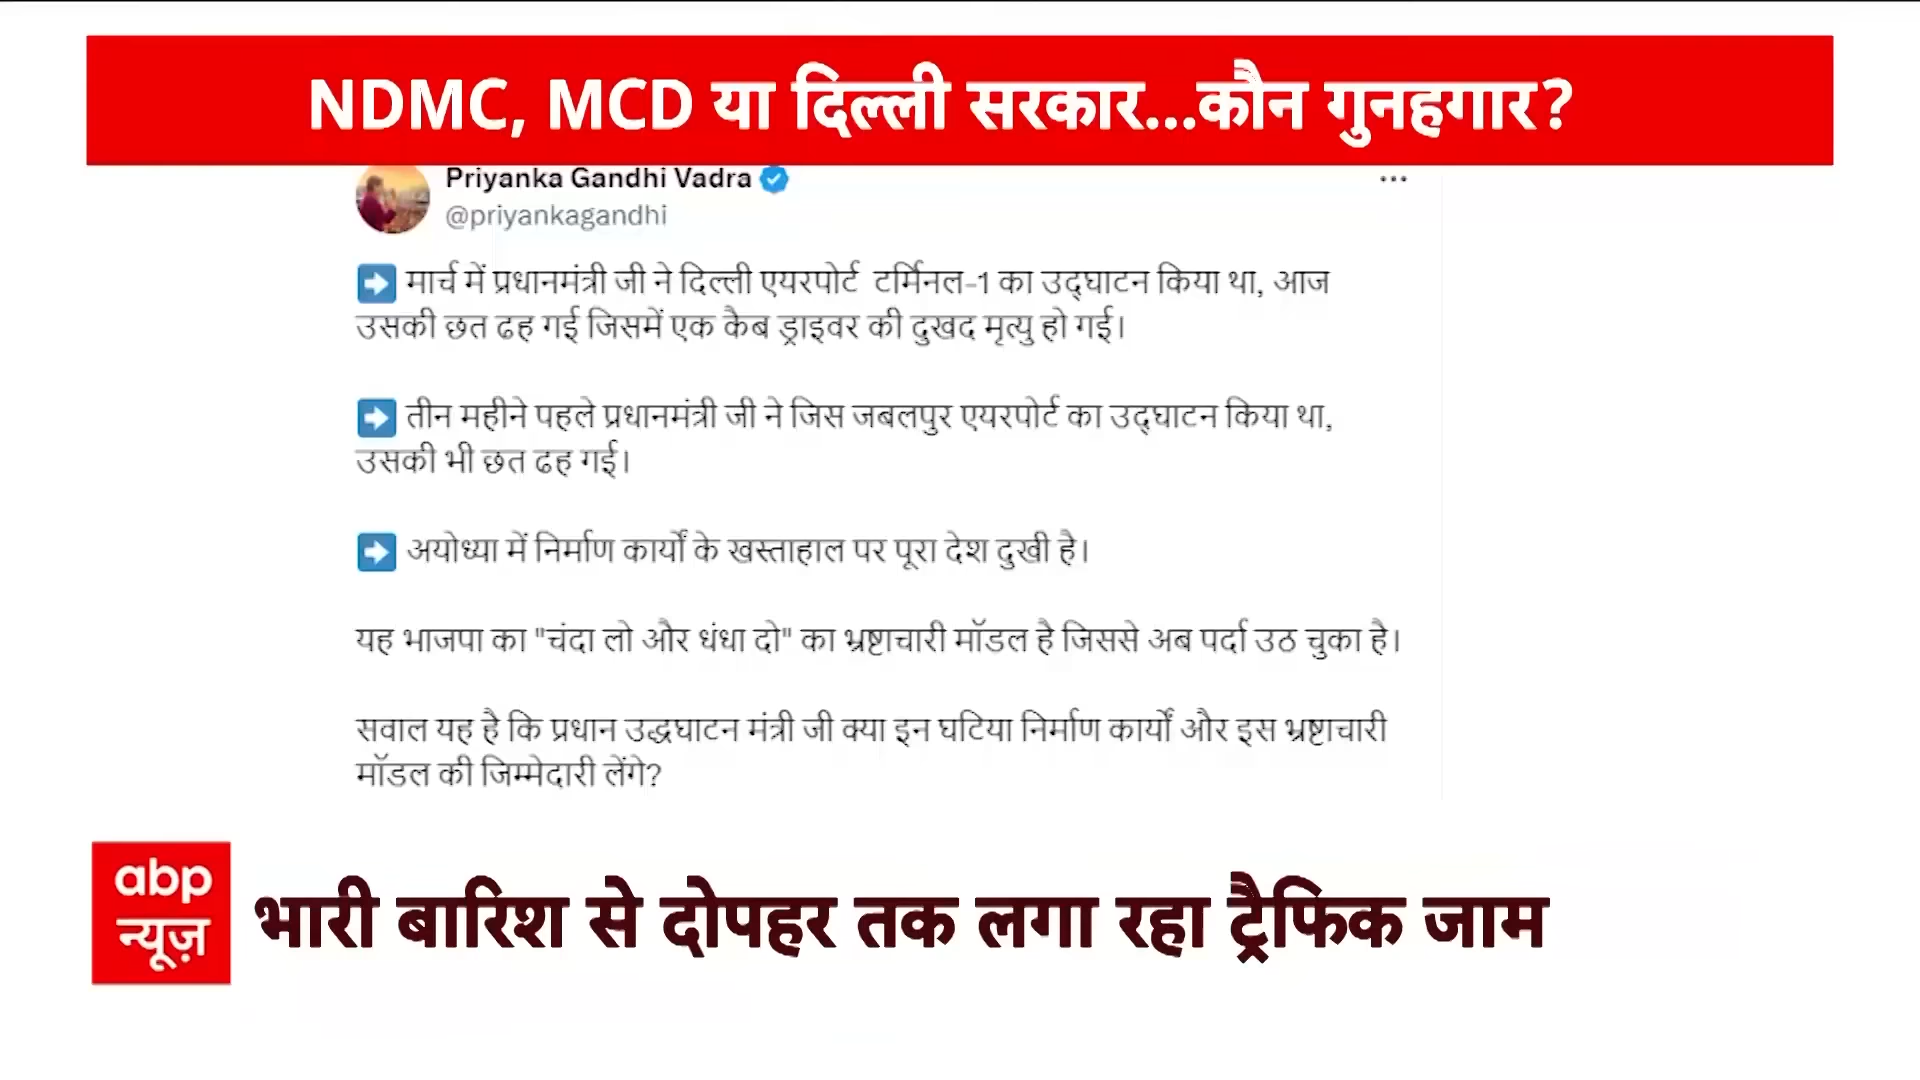 NDMC, MCD या दिल्ली सरकार...कौन गुनहगार?
Priyanka Gandhi Vadra
@priyankagandhi
मार्च में प्रधानमंत्री जी ने दिल्ली एयरपोर्ट टर्मिनल-1 का उद्घाटन किया था, आज
उसकी छत ढह गई जिसमें एक कैब ड्राइवर की दुखद मृत्यु हो गई।
तीन महीने पहले प्रधानमंत्री जी ने जिस जबलपुर एयरपोर्ट का उद्घाटन किया था,
उसकी भी छत ढह गई।
अयोध्या में निर्माण कार्यों के खस्ताहाल पर पूरा देश दुखी है।
यह भाजपा का "चंदा लो और धंधा दो" का भ्रष्टाचारी मॉडल है जिससे अब पर्दा उठ चुका है।
सवाल यह है कि प्रधान उद्धघाटन मंत्री जी क्या इन घटिया निर्माण कार्यों और इस भ्रष्टाचारी
मॉडल की जिम्मेदारी लेंगे?
abp
न्यूज़
भारी बारिश से दोपहर तक लगा रहा ट्रैफिक जाम